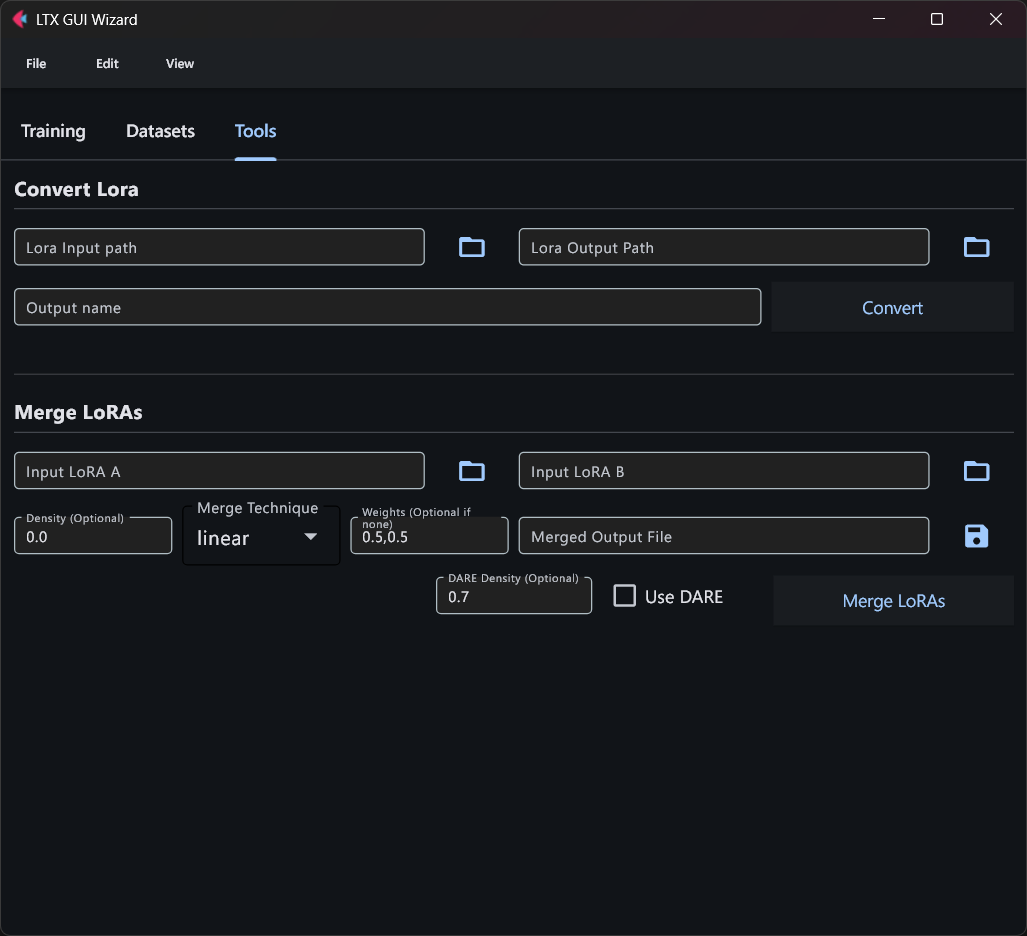 LTX GUI Wizard
File Edit View
Training Datasets Tools
Convert Lora
Lora Input path Lora Output Path
Output name Convert
Merge LoRAs
Input LoRA A Input LoRA B
Density (Optional) Merge Technique Weights (Optional if
none)
0.0 linear 0.5,0.5 Merged Output File
DARE Density (Optional)
0.7 Use DARE Merge LoRAs